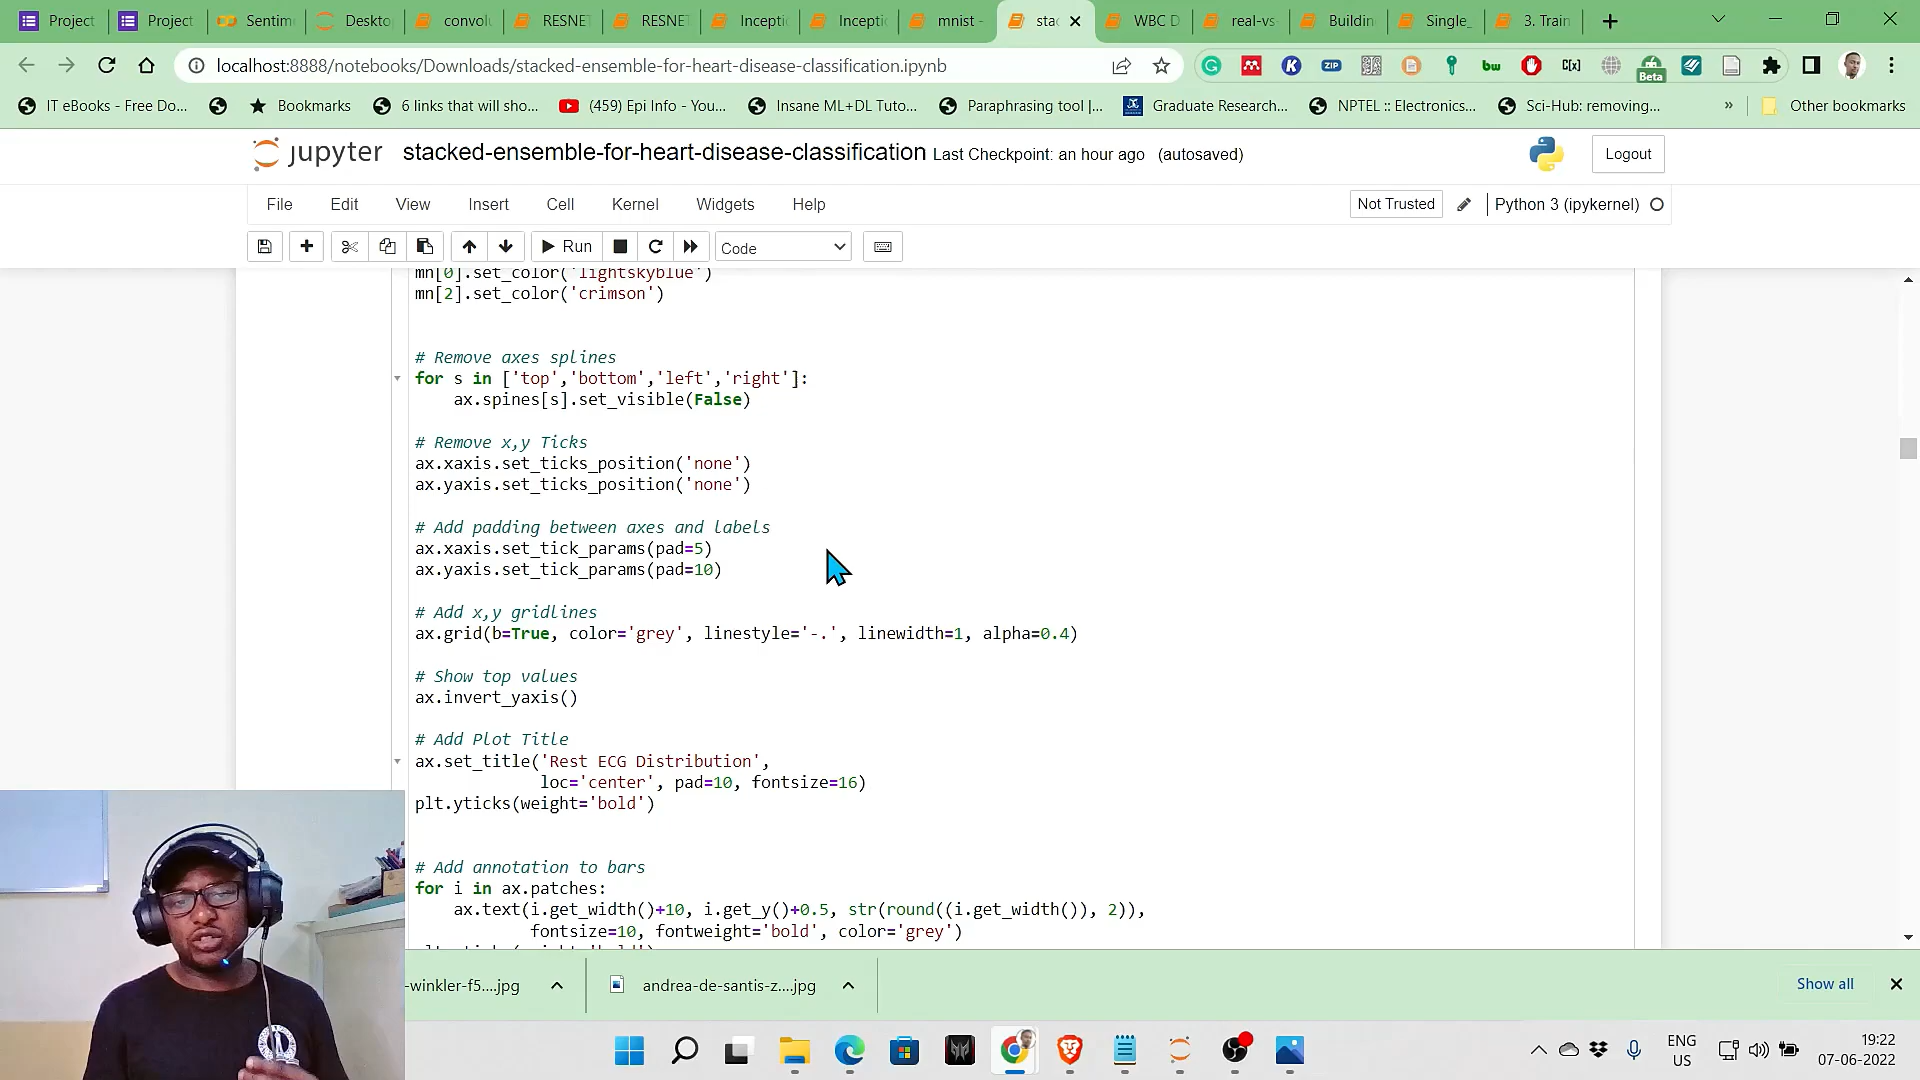 Project
Project
Sentim
Deskto
convol
RESNET
RESNET
Incepti
Incepti
mnist -
stac
WBC D
real-vs
Buildin
Single_
3. Train
localhost:8888/notebooks/Downloads/stacked-ensemble-for-heart-disease-classification.ipynb
ZIP
bw
C[x]
Beta
IT eBooks - Free Do...
Bookmarks
6 links that will sho...
(459) Epi Info - You...
Insane ML+DL Tuto...
Paraphrasing tool |...
Graduate Research...
NPTEL :: Electronics...
Sci-Hub: removing...
»
Other bookmarks
jupyter
stacked-ensemble-for-heart-disease-classification Last Checkpoint: an hour ago (autosaved)
Logout
File
Edit
View
Insert
Cell
Kernel
Widgets
Help
Not Trusted
Python 3 (ipykernel)
Run
Code
mn[0].set_color('lightskyblue')
mn[2].set_color('crimson')
# Remove axes splines
for s in ['top','bottom','left','right']:
ax.spines[s].set_visible(False)
# Remove x,y Ticks
ax.xaxis.set_ticks_position('none')
ax.yaxis.set_ticks_position('none')
# Add padding between axes and labels
ax.xaxis.set_tick_params(pad=5)
ax.yaxis.set_tick_params(pad=10)
# Add x,y gridlines
ax.grid(b=True, color='grey', linestyle='-.', linewidth=1, alpha=0.4)
# Show top values
ax.invert_yaxis()
# Add Plot Title
ax.set_title('Rest ECG Distribution',
loc='center', pad=10, fontsize=16)
plt.yticks(weight='bold')
# Add annotation to bars
for i in ax.patches:
ax.text(i.get_width()+10, i.get_y()+0.5, str(round((i.get_width()), 2)),
fontsize=10, fontweight='bold', color='grey')
-winkler-f5....jpg
andrea-de-santis-z....jpg
Show all
ENG
US
19:22
07-06-2022